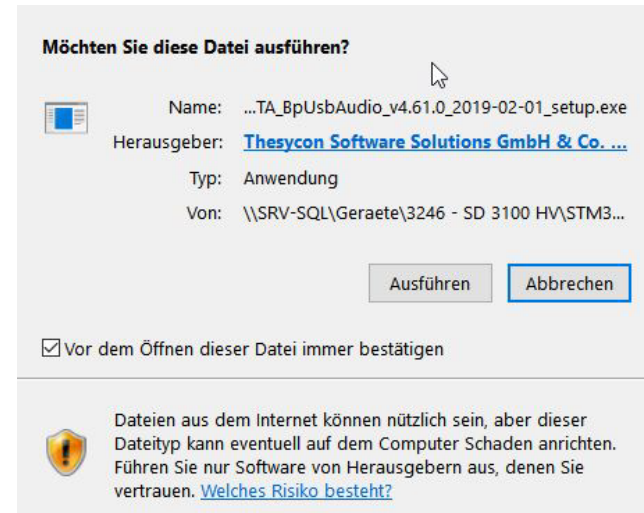 Möchten Sie diese Datei ausführen?
Name: ...TA_BpUsbAudio_v4.61.0_2019-02-01_setup.exe
Herausgeber: Thesycon Software Solutions GmbH & Co. ...
Typ: Anwendung
Von: \\SRV-SQL\Geraete\3246 - SD 3100 HV\STM3...
Ausführen Abbrechen
Vor dem Öffnen dieser Datei immer bestätigen
Dateien aus dem Internet können nützlich sein, aber dieser
Dateityp kann eventuell auf dem Computer Schaden anrichten.
Führen Sie nur Software von Herausgebern aus, denen Sie
vertrauen. Welches Risiko besteht?